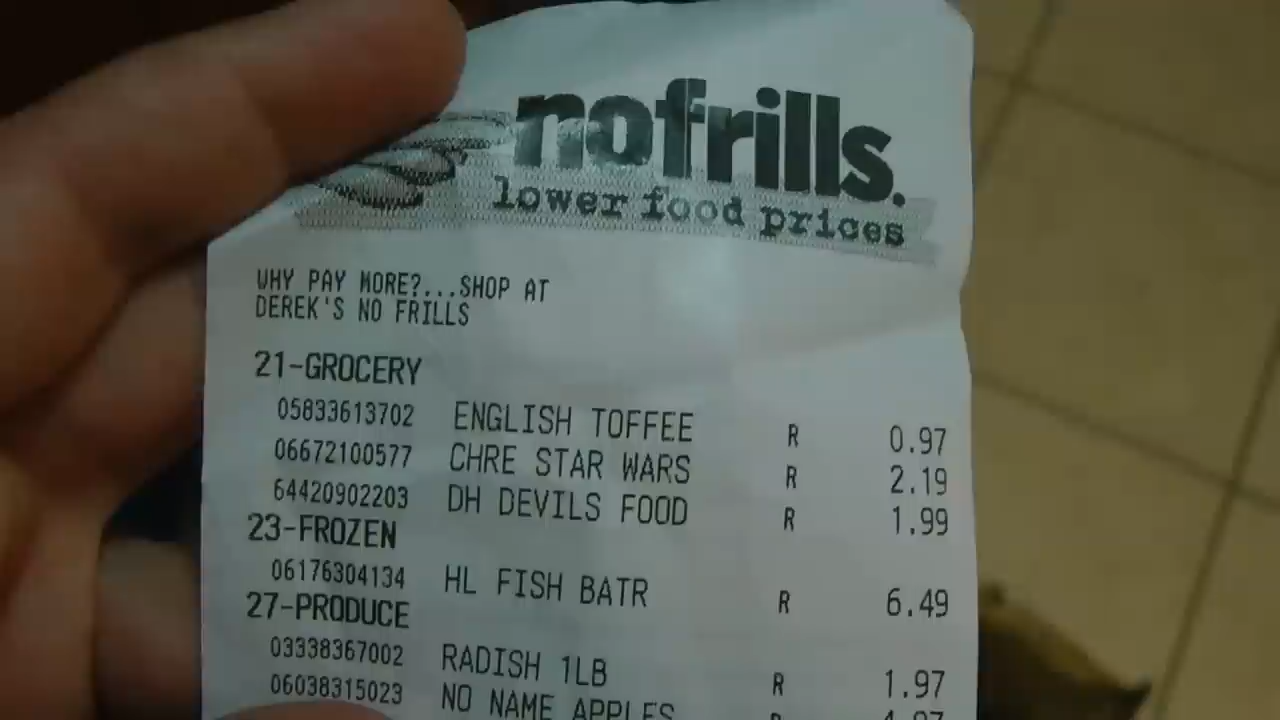 nofrills.
lower food prices
WHY PAY MORE?...SHOP AT
DEREK'S NO FRILLS
21-GROCERY
05833613702 ENGLISH TOFFEE R 0.97
06672100577 CHRE STAR WARS R 2.19
64420902203 DH DEVILS FOOD R 1.99
23-FROZEN
06176304134 HL FISH BATR R 6.49
27-PRODUCE
03338367002 RADISH 1LB R 1.97
06038315023 NO NAME APPLES R